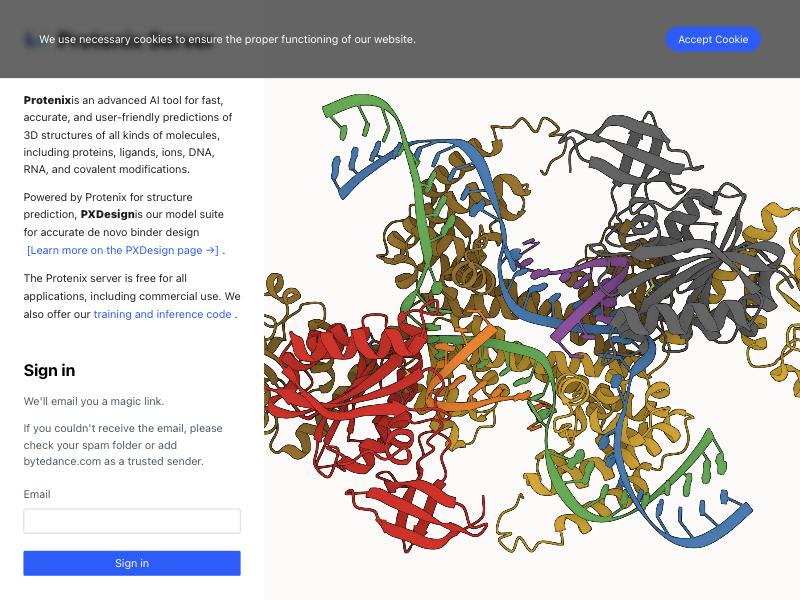 We use necessary cookies to ensure the proper functioning of our website.
Accept Cookie
Protenixis an advanced AI tool for fast,
accurate, and user-friendly predictions of
3D structures of all kinds of molecules,
including proteins, ligands, ions, DNA,
RNA, and covalent modifications.
Powered by Protenix for structure
prediction, PXDesignis our model suite
for accurate de novo binder design
[Learn more on the PXDesign page →] .
The Protenix server is free for all
applications, including commercial use. We
also offer our training and inference code .
Sign in
We'll email you a magic link.
If you couldn't receive the email, please
check your spam folder or add
bytedance.com as a trusted sender.
Email
Sign in